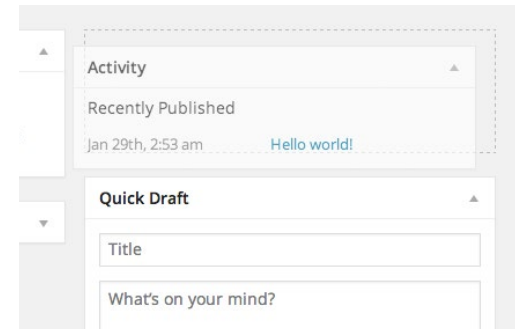 Activity
Recently Published
Jan 29th, 2:53 am Hello world!
Quick Draft
Title
What's on your mind?